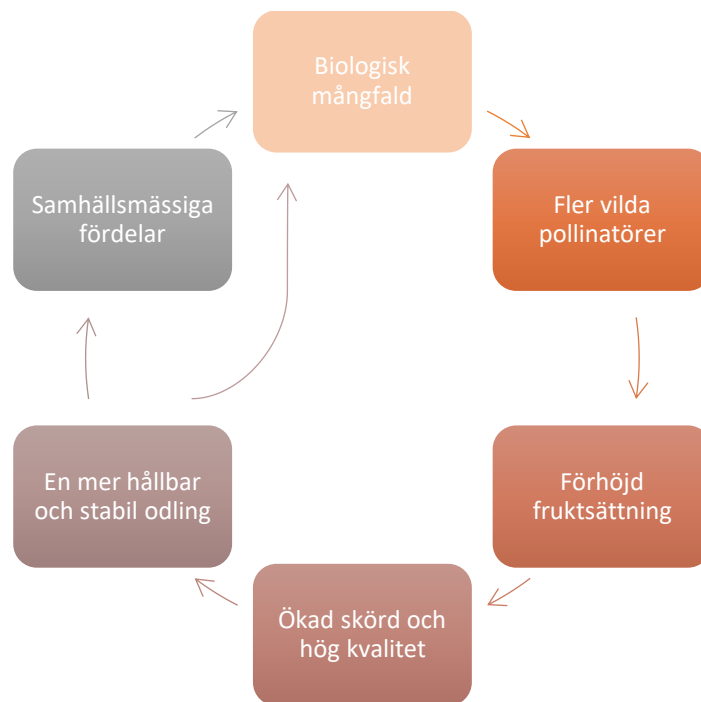 Biologisk
mångfald
Fler vilda
pollinatörer
Förhöjd
fruktsättning
Ökad skörd och
hög kvalitet
En mer hållbar
och stabil odling
Samhällsmässiga
fördelar